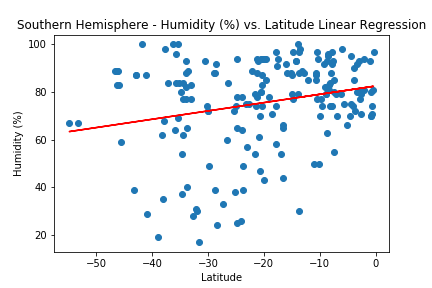 Southern Hemisphere - Humidity (%) vs. Latitude Linear Regression
100
80
60
40
20
Humidity (%)
−50 −40 −30 −20 −10 0
Latitude